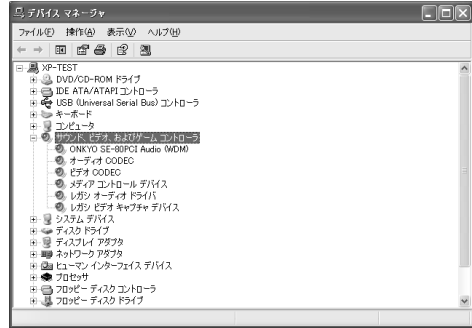 デバイス マネージャ
ファイル(F) 操作(A) 表示(V) ヘルプ(H)
XP-TEST
DVD/CD-ROM ドライブ
IDE ATA/ATAPI コントローラ
USB (Universal Serial Bus) コントローラ
キーボード
コンピュータ
サウンド、ビデオ、およびゲーム コントローラ
ONKYO SE-80PCI Audio (WDM)
オーディオ CODEC
ビデオ CODEC
メディア コントロール デバイス
レガシ オーディオ ドライバ
レガシ ビデオ キャプチャ デバイス
システム デバイス
ディスク ドライブ
ディスプレイ アダプタ
ネットワーク アダプタ
ヒューマン インターフェイス デバイス
プロセッサ
フロッピー ディスク コントローラ
フロッピー ディスク ドライブ